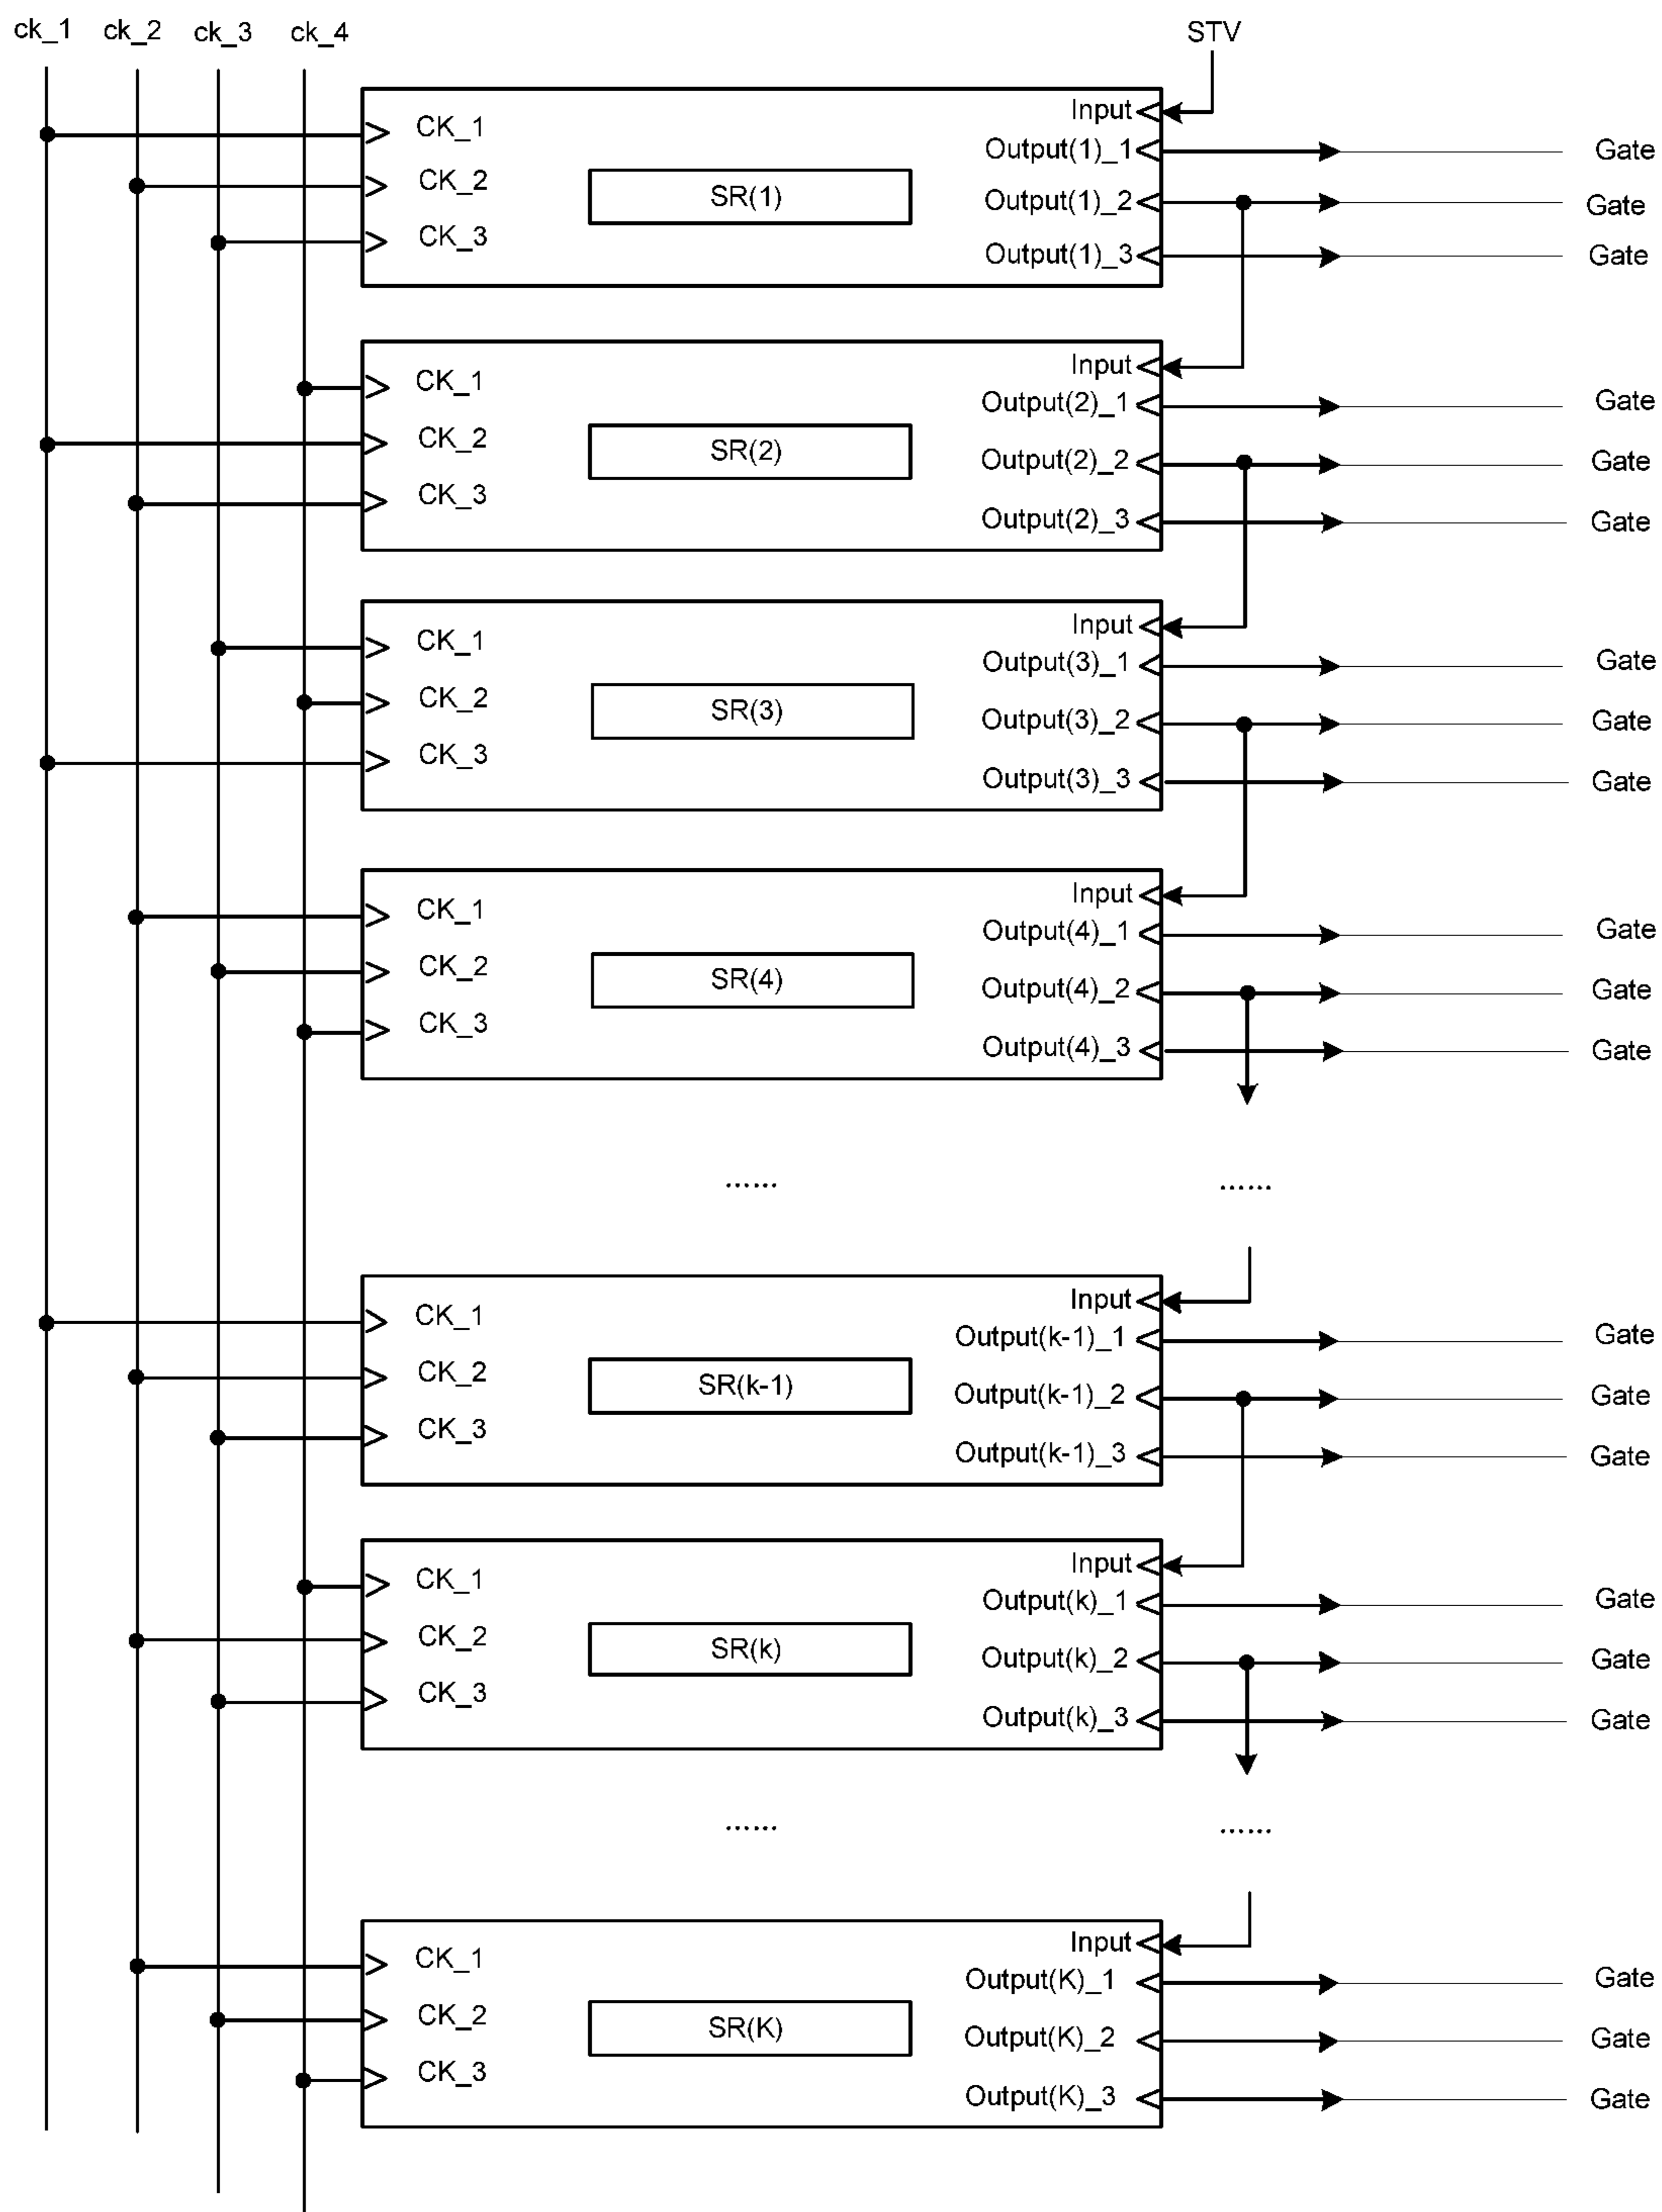 ck_1 ck_2 ck_3 ck_4 STV
Input
CK_1 Output(1)_1 Gate
CK_2 SR(1) Output(1)_2 Gate
CK_3 Output(1)_3 Gate
Input
CK_1 Output(2)_1 Gate
CK_2 SR(2) Output(2)_2 Gate
CK_3 Output(2)_3 Gate
Input
CK_1 Output(3)_1 Gate
CK_2 SR(3) Output(3)_2 Gate
CK_3 Output(3)_3 Gate
Input
CK_1 Output(4)_1 Gate
CK_2 SR(4) Output(4)_2 Gate
CK_3 Output(4)_3 Gate
...... ......
Input
CK_1 Output(k-1)_1 Gate
CK_2 SR(k-1) Output(k-1)_2 Gate
CK_3 Output(k-1)_3 Gate
Input
CK_1 Output(k)_1 Gate
CK_2 SR(k) Output(k)_2 Gate
CK_3 Output(k)_3 Gate
...... ......
Input
CK_1 Output(K)_1 Gate
CK_2 SR(K) Output(K)_2 Gate
CK_3 Output(K)_3 Gate